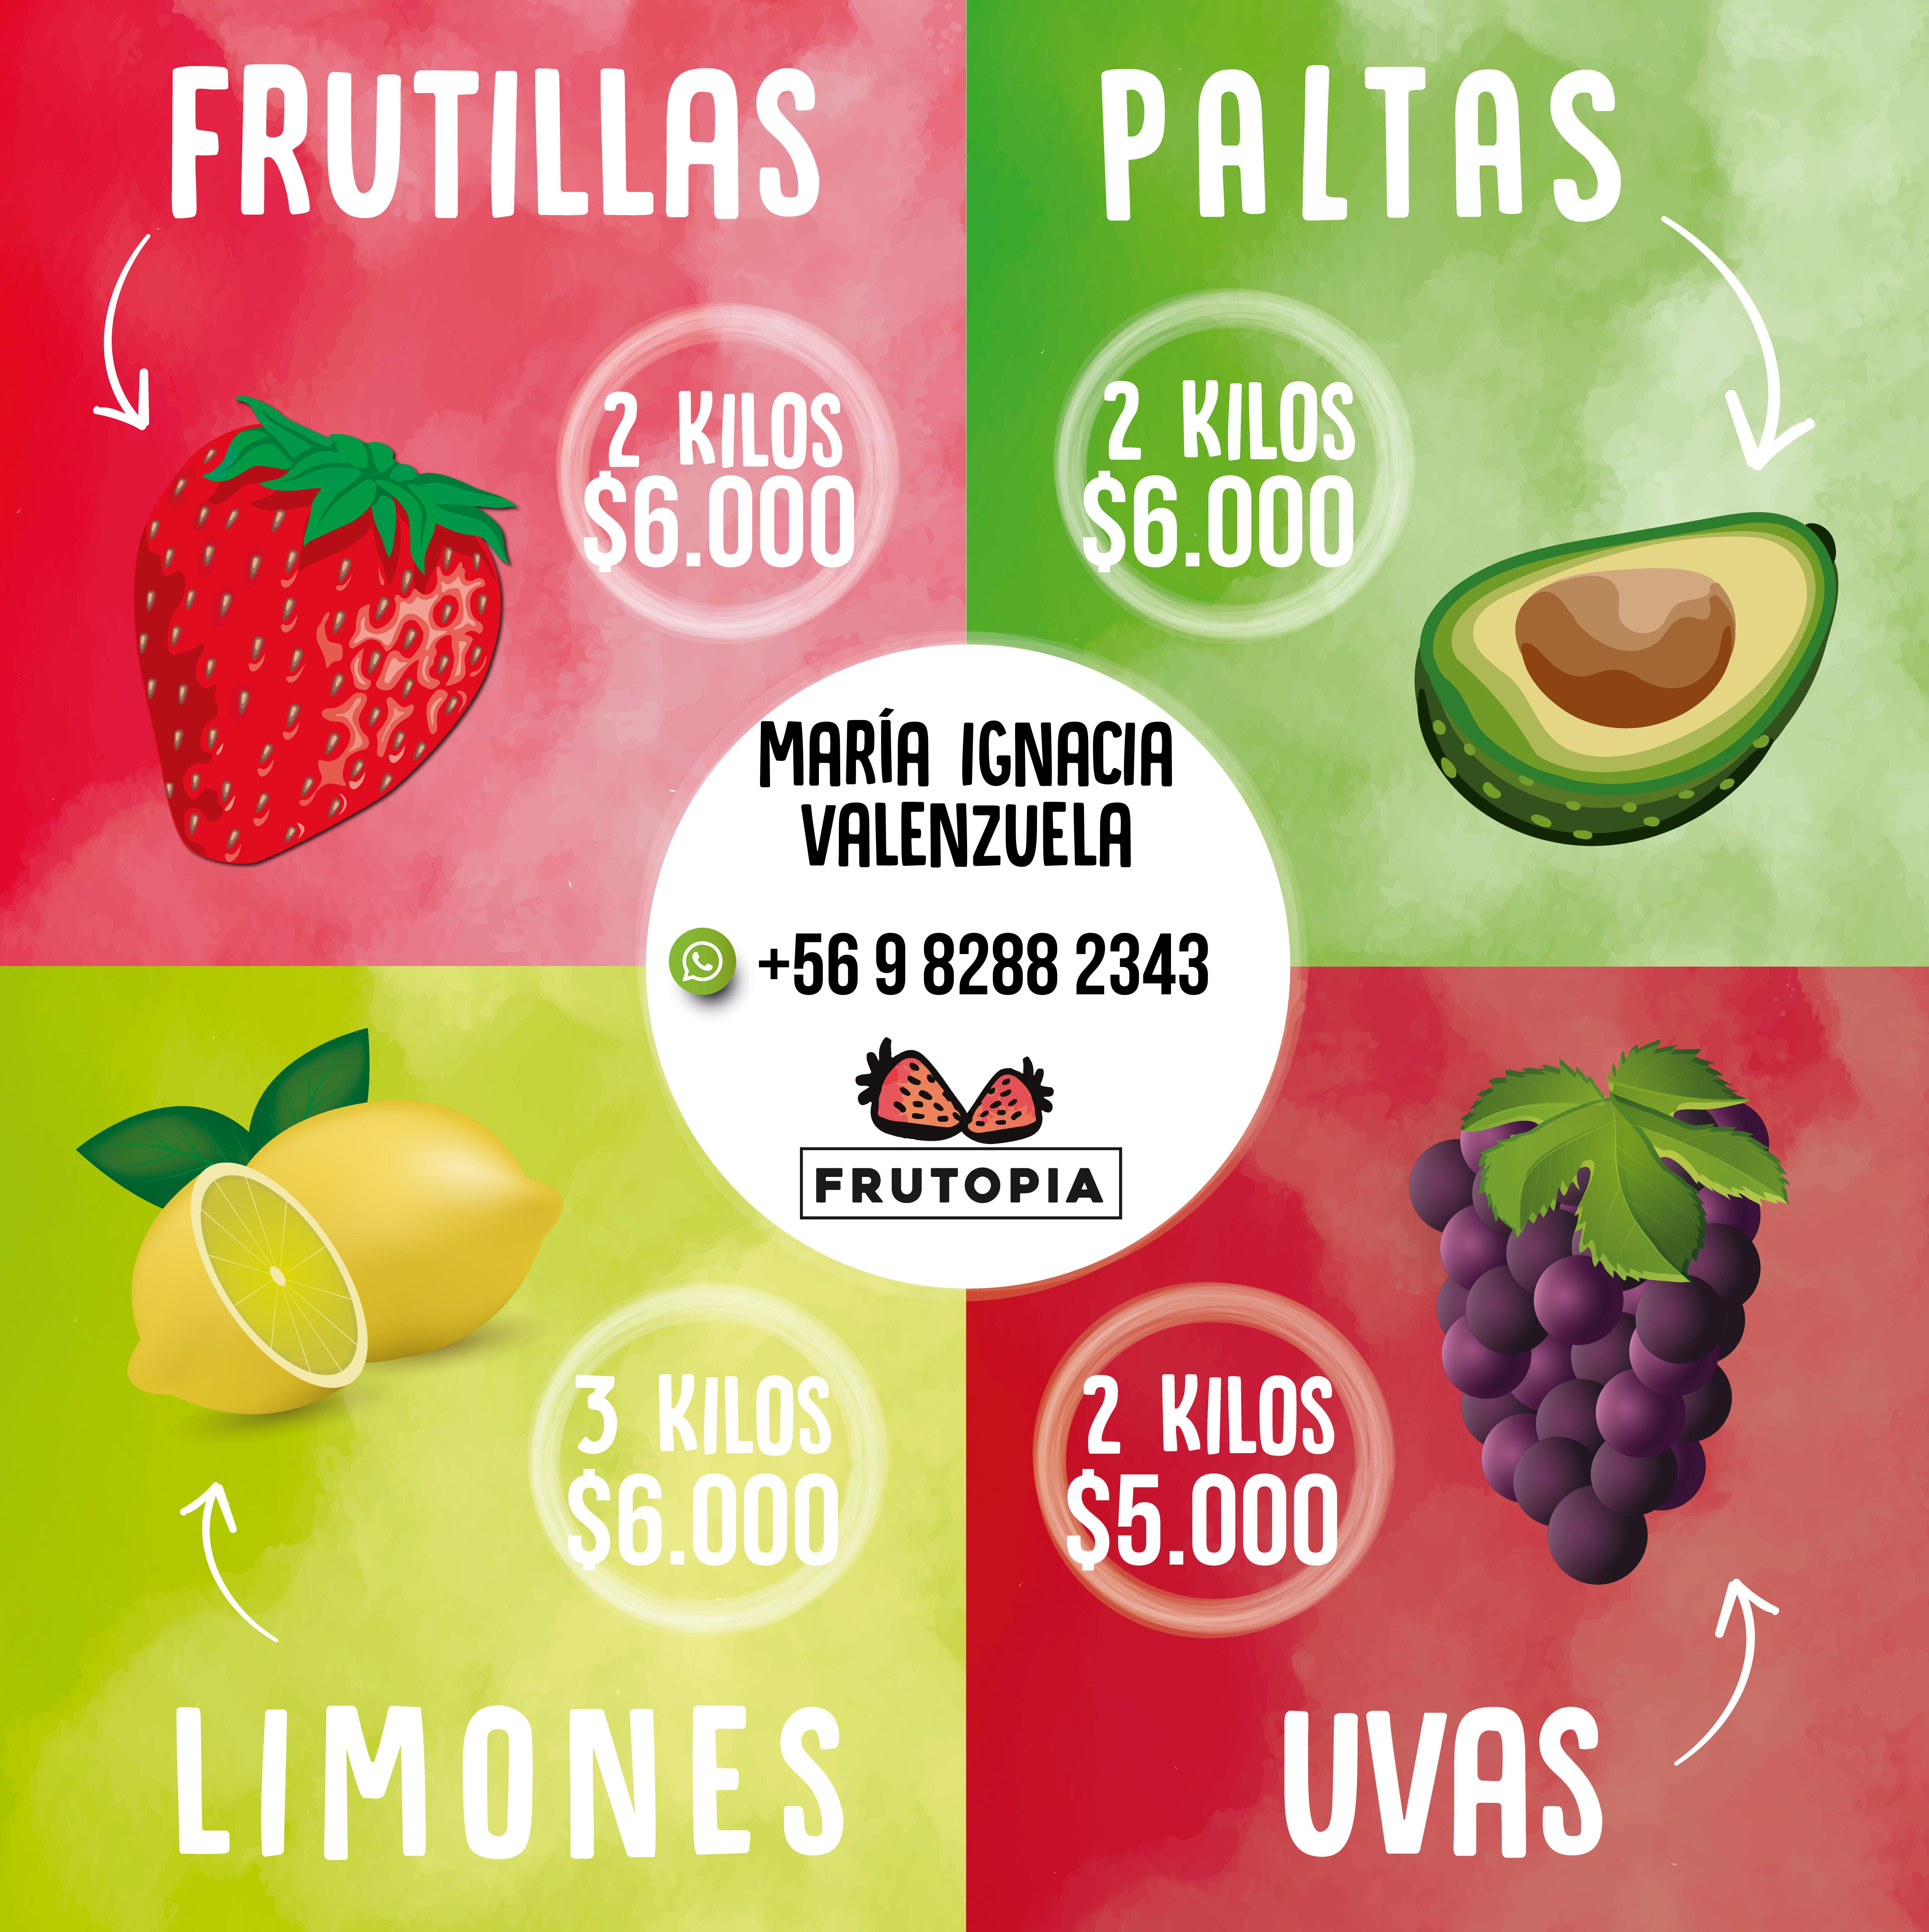 FRUTILLAS
2 KILOS
$6.000
PALTAS
2 KILOS
$6.000
MARÍA IGNACIA
VALENZUELA
+56 9 8288 2343
FRUTOPIA
3 KILOS
$6.000
LIMONES
2 KILOS
$5.000
UVAS